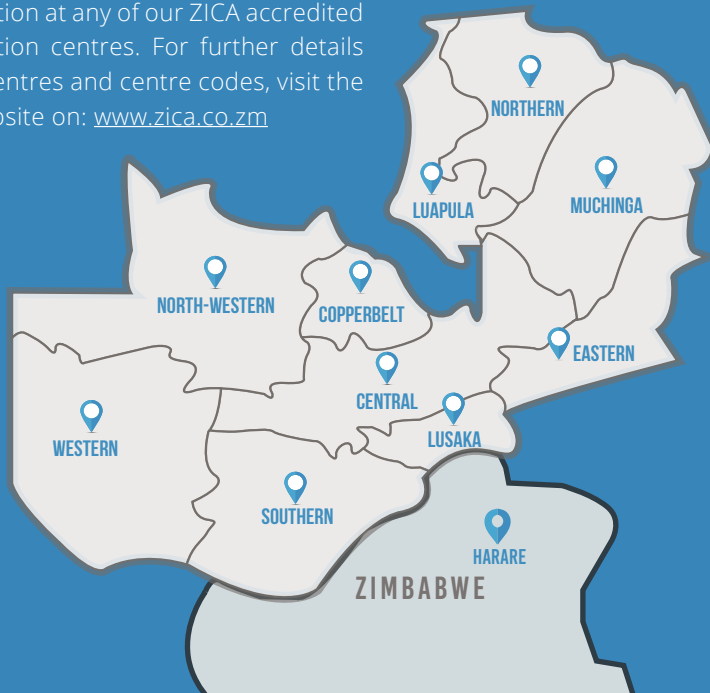 tion at any of our ZICA accredited
tion centres. For further details
entres and centre codes, visit the
osite on: www.zica.co.zm
NORTHERN
LUAPULA
MUCHINGA
NORTH-WESTERN
COPPERBELT
EASTERN
CENTRAL
WESTERN
LUSAKA
SOUTHERN
HARARE
ZIMBABWE